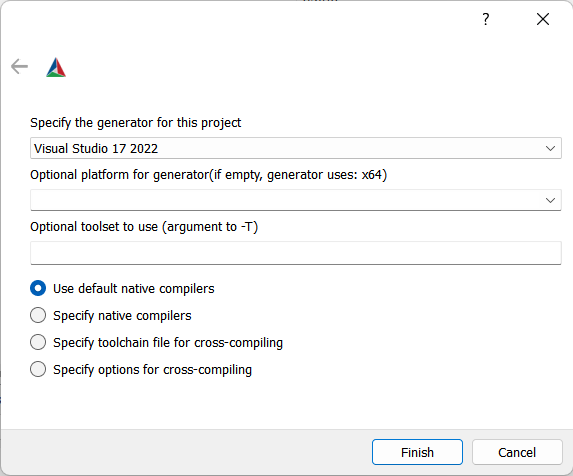 ?
Specify the generator for this project
Visual Studio 17 2022
Optional platform for generator(if empty, generator uses: x64)
Optional toolset to use (argument to -T)
Use default native compilers
Specify native compilers
Specify toolchain file for cross-compiling
Specify options for cross-compiling
Finish
Cancel